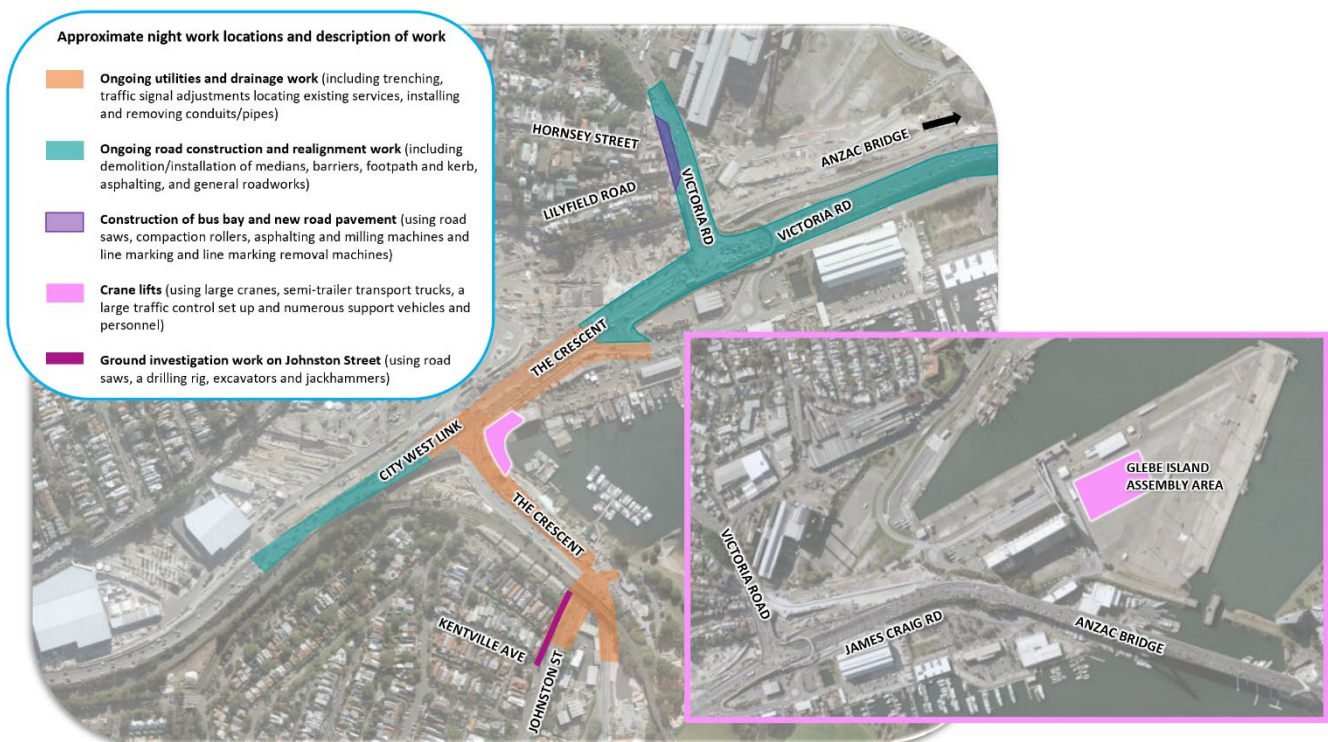 Approximate night work locations and description of work
Ongoing utilities and drainage work (including trenching,
traffic signal adjustments locating existing services, installing
and removing conduits/pipes)
Ongoing road construction and realignment work (including
demolition/installation of medians, barriers, footpath and kerb,
asphalting, and general roadworks)
Construction of bus bay and new road pavement (using road
saws, compaction rollers, asphalting and milling machines and
line marking and line marking removal machines)
Crane lifts (using large cranes, semi-trailer transport trucks, a
large traffic control set up and numerous support vehicles and
personnel)
Ground investigation work on Johnston Street (using road
saws, a drilling rig, excavators and jackhammers)
HORNSEY STREET
LILYFIELD ROAD
VICTORIA RD
ANZAC BRIDGE
VICTORIA RD
THE CRESCENT
CITY WEST LINK
THE CRESCENT
KENTVILLE AVE
JOHNSTON ST
GLEBE ISLAND
ASSEMBLY AREA
VICTORIA ROAD
JAMES CRAIG RD
ANZAC BRIDGE